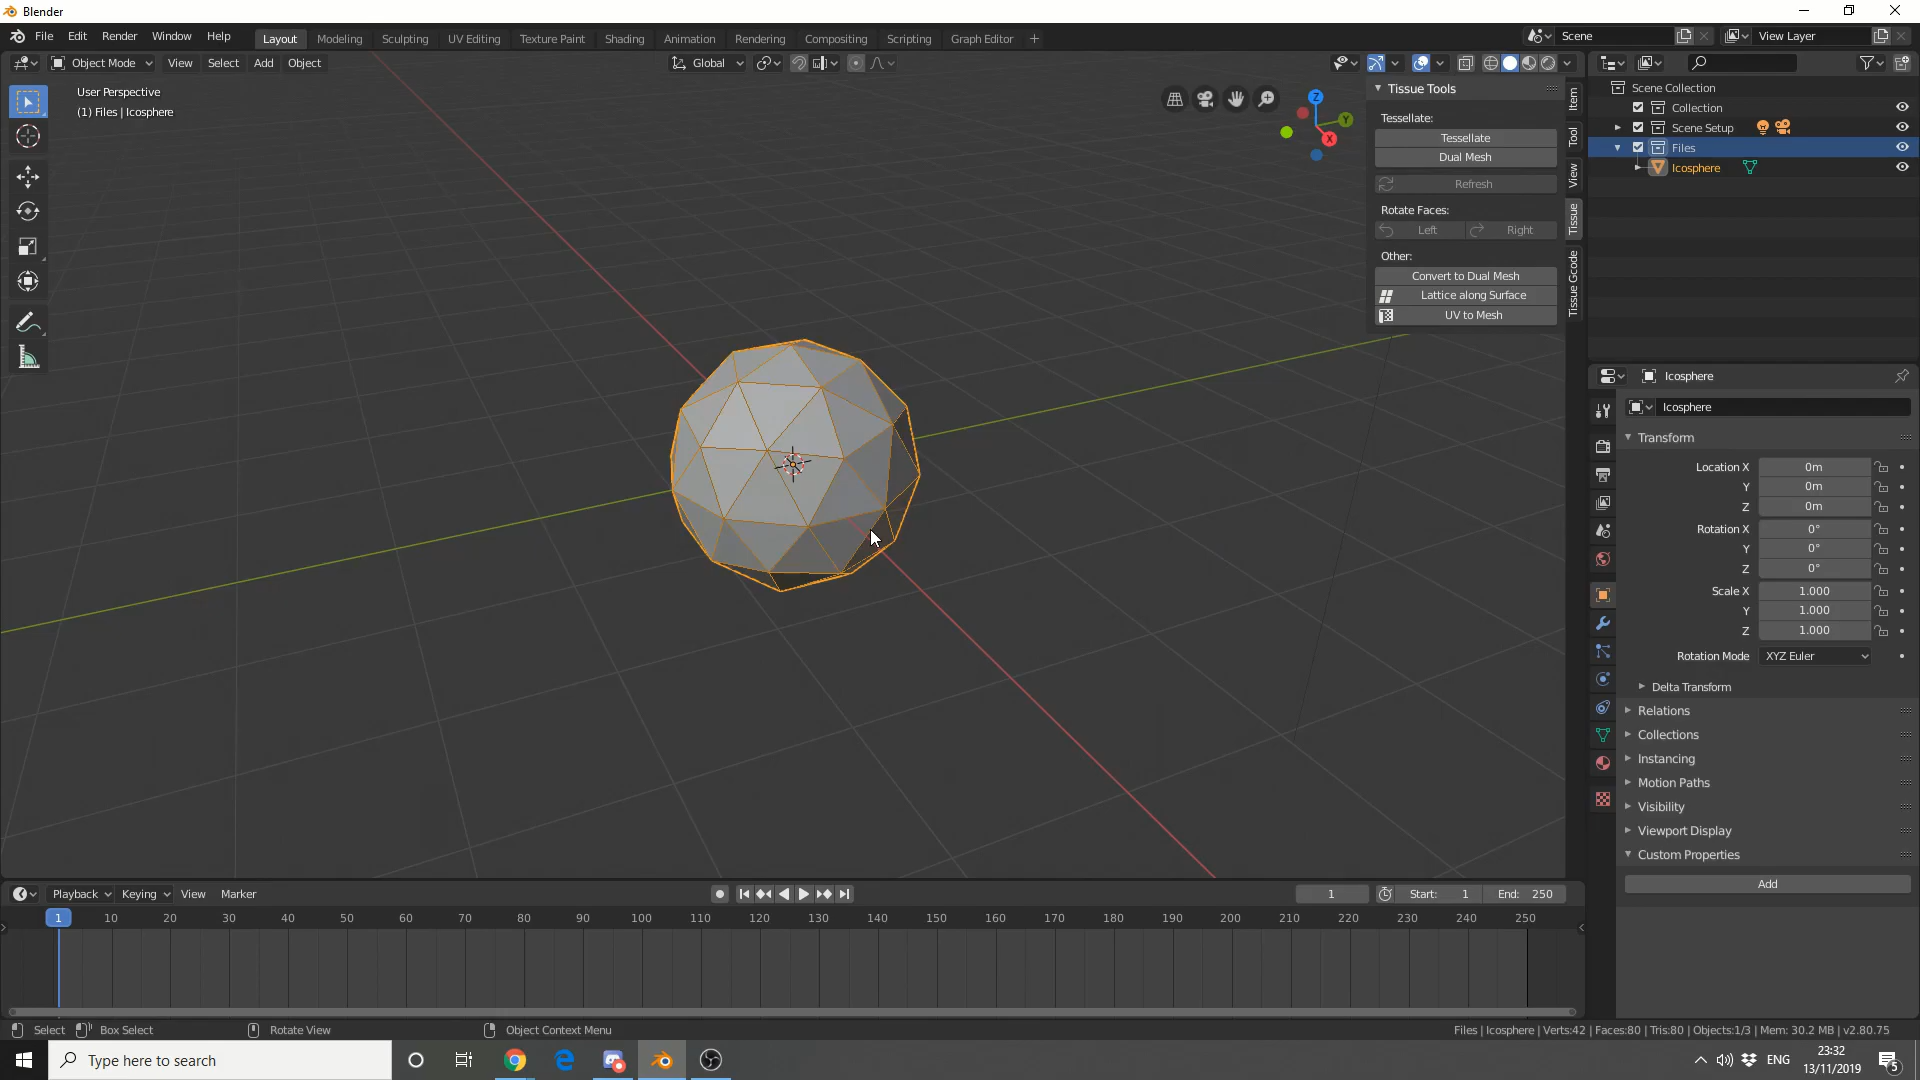 Blender
File Edit Render Window Help
Layout Modeling Sculpting UV Editing Texture Paint Shading Animation Rendering Compositing Scripting Graph Editor +
Scene
View Layer
Object Mode View Select Add Object
Global
User Perspective
(1) Files | Icosphere
Z
Y
X
Tissue Tools
Tessellate:
Tessellate
Dual Mesh
Refresh
Rotate Faces:
Left Right
Other:
Convert to Dual Mesh
Lattice along Surface
UV to Mesh
Item
Tool
View
Tissue
Tissue Gcode
Scene Collection
Collection
Scene Setup
Files
Icosphere
Icosphere
Icosphere
Transform
Location X 0m
Y 0m
Z 0m
Rotation X 0°
Y 0°
Z 0°
Scale X 1.000
Y 1.000
Z 1.000
Rotation Mode XYZ Euler
Delta Transform
Relations
Collections
Instancing
Motion Paths
Visibility
Viewport Display
Custom Properties
Add
Playback Keying View Marker
1
Start: 1
End: 250
1 10 20 30 40 50 60 70 80 90 100 110 120 130 140 150 160 170 180 190 200 210 220 230 240 250
Select Box Select Rotate View Object Context Menu
Files | Icosphere | Verts:42 | Faces:80 | Tris:80 | Objects:1/3 | Mem: 30.2 MB | v2.80.75
Type here to search
ENG
23:32
13/11/2019
5